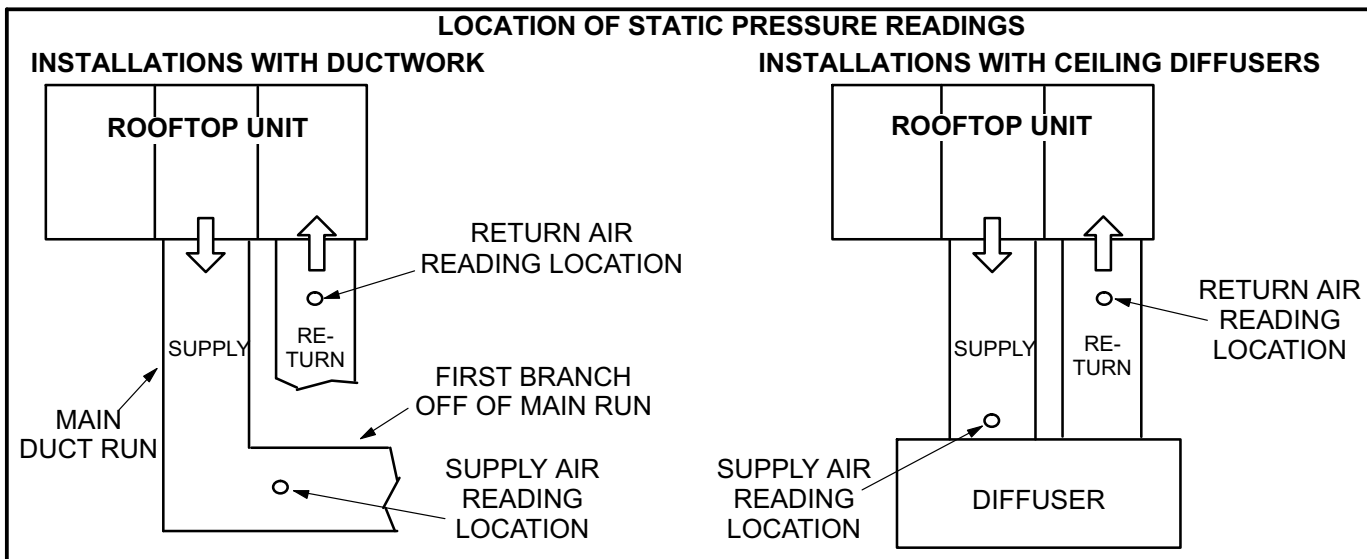 LOCATION OF STATIC PRESSURE READINGS
INSTALLATIONS WITH DUCTWORK
ROOFTOP UNIT
RETURN AIR
READING LOCATION
SUPPLY
RE-
TURN
FIRST BRANCH
OFF OF MAIN RUN
MAIN
DUCT RUN
SUPPLY AIR
READING
LOCATION
INSTALLATIONS WITH CEILING DIFFUSERS
ROOFTOP UNIT
RETURN AIR
READING
LOCATION
SUPPLY
RE-
TURN
SUPPLY AIR
READING
LOCATION
DIFFUSER